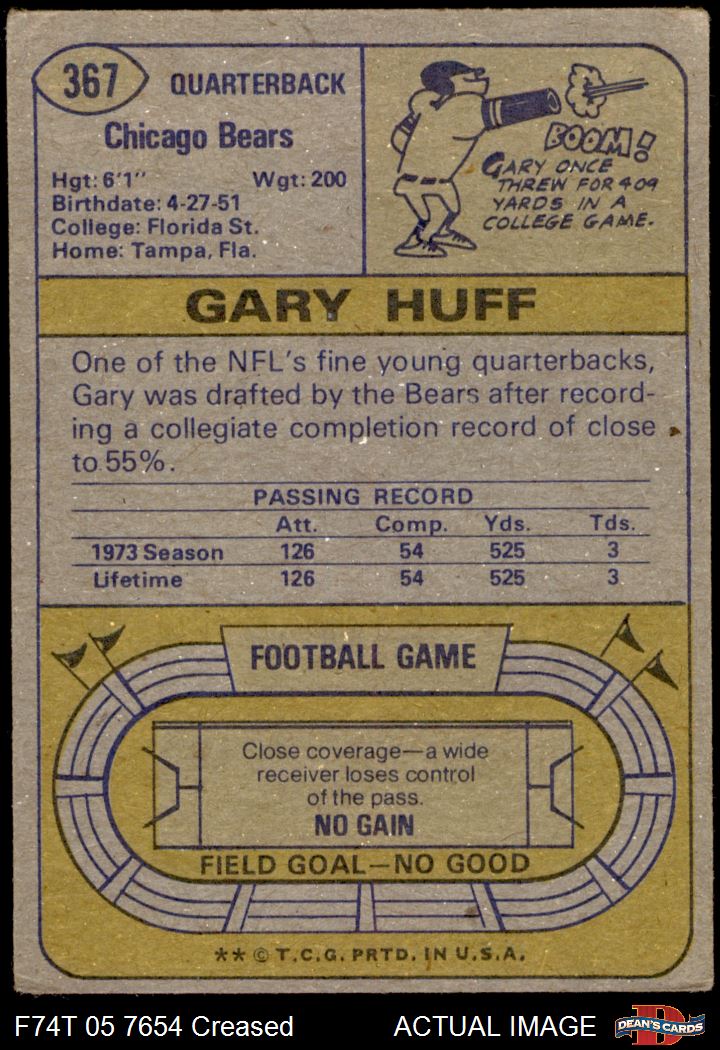 367
QUARTERBACK
Chicago Bears
Hgt: 6'1" Wgt: 200
Birthdate: 4-27-51
College: Florida St.
Home: Tampa, Fla.
BOOM!
GARY ONCE
THREW FOR 409
YARDS IN A
COLLEGE GAME.
GARY HUFF
One of the NFL's fine young quarterbacks,
Gary was drafted by the Bears after record-
ing a collegiate completion record of close
to 55%.
PASSING RECORD
Att. Comp. Yds. Tds.
1973 Season 126 54 525 3
Lifetime 126 54 525 3
FOOTBALL GAME
Close coverage—a wide
receiver loses control
of the pass.
NO GAIN
FIELD GOAL—NO GOOD
** © T.C.G. PRTD. IN U.S.A.
F74T 05 7654 Creased ACTUAL IMAGE DEAN'S CARDS